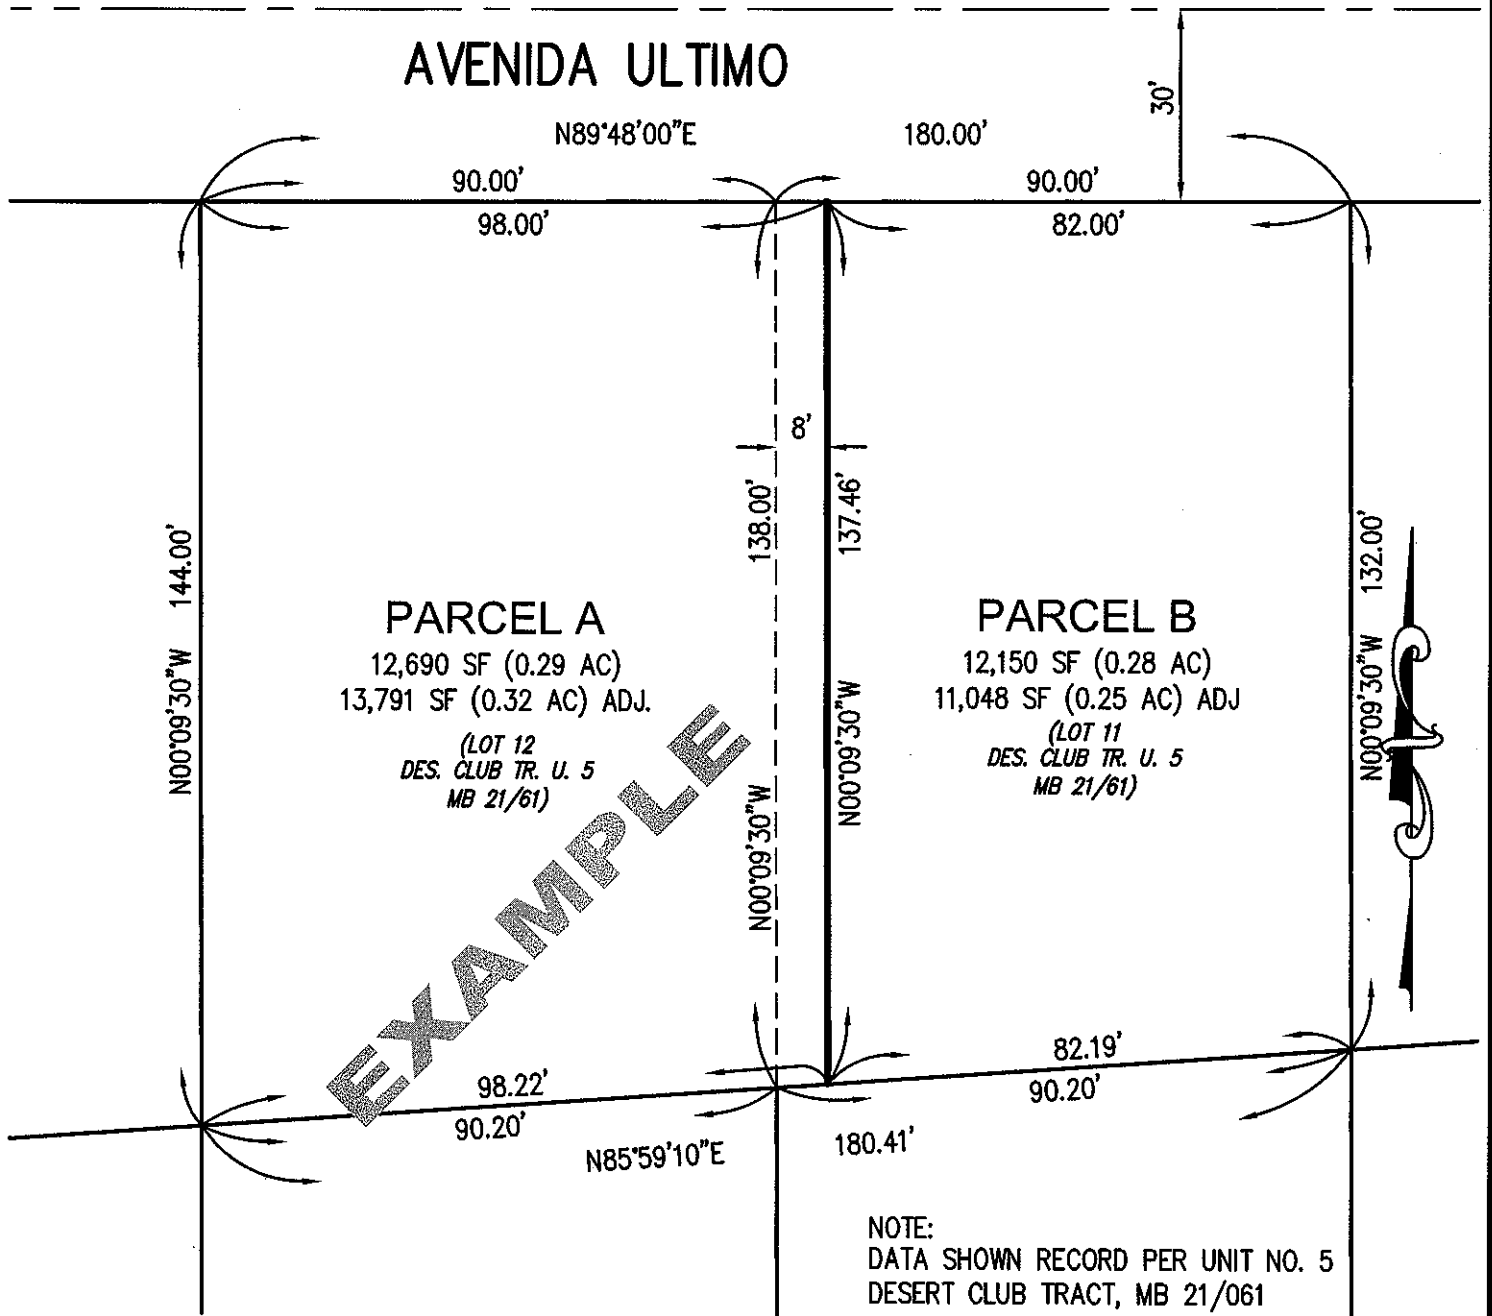 AVENIDA ULTIMO
30'
N89°48'00"E 180.00'
90.00' 90.00'
98.00' 82.00'
8'
144.00'
138.00'
137.46'
132.00'
PARCEL A
12,690 SF (0.29 AC)
13,791 SF (0.32 AC) ADJ.
(LOT 12
DES. CLUB TR. U. 5
MB 21/61)
PARCEL B
12,150 SF (0.28 AC)
11,048 SF (0.25 AC) ADJ
(LOT 11
DES. CLUB TR. U. 5
MB 21/61)
N00°09'30"W
N00°09'30"W
N00°09'30"W
N00°09'30"W
EXAMPLE
98.22' 82.19'
90.20' 90.20'
N85°59'10"E 180.41'
NOTE:
DATA SHOWN RECORD PER UNIT NO. 5
DESERT CLUB TRACT, MB 21/061